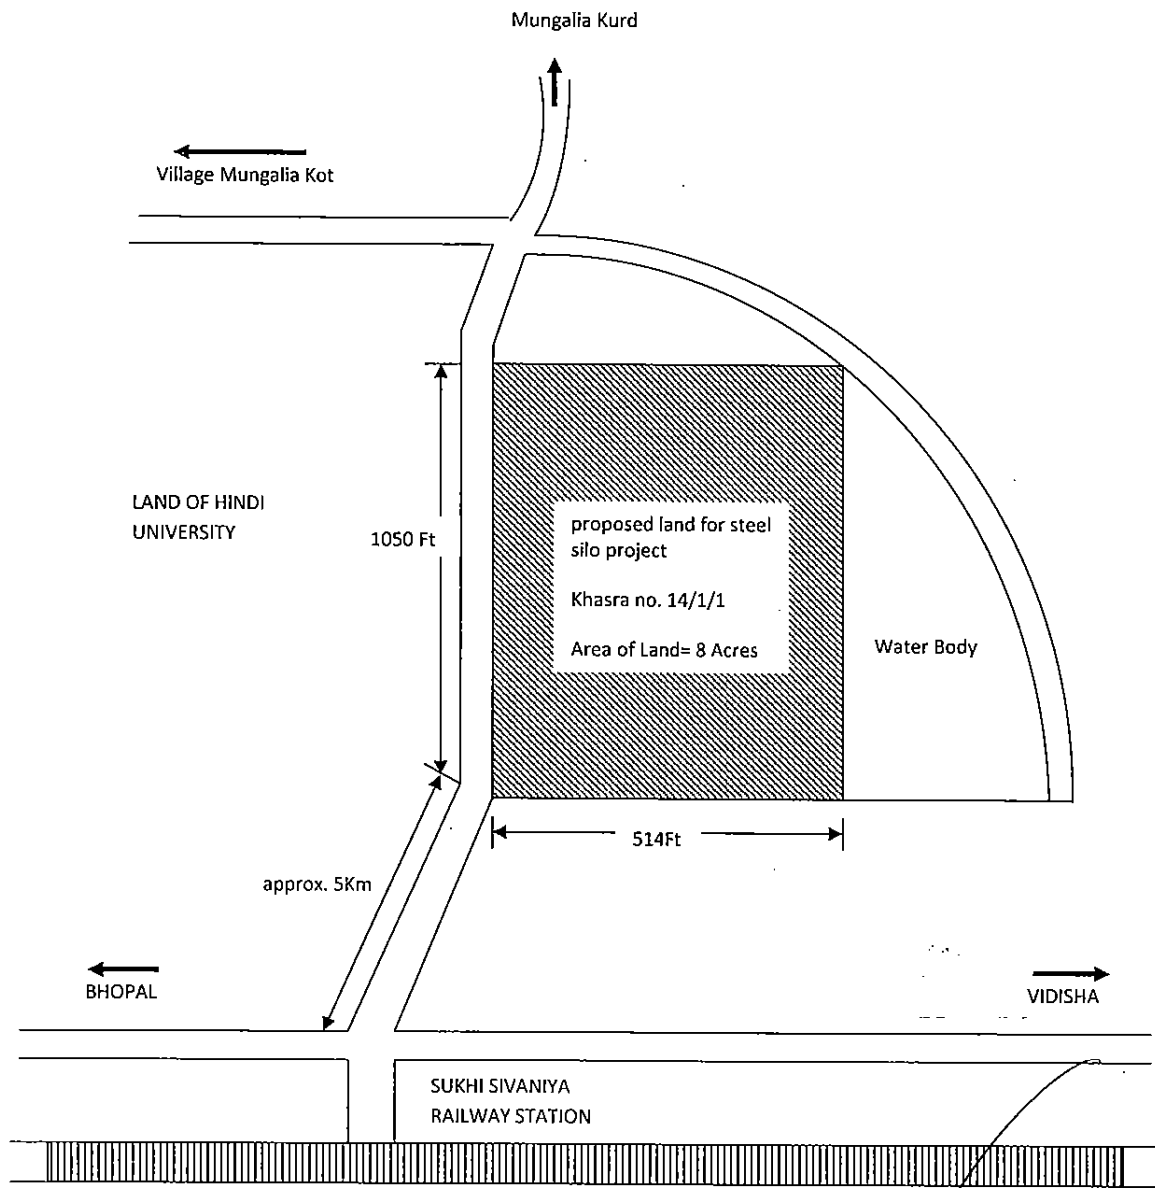 Mungalia Kurd
Village Mungalia Kot
LAND OF HINDI
UNIVERSITY
1050 Ft
proposed land for steel
silo project
Khasra no. 14/1/1
Area of Land= 8 Acres
Water Body
514Ft
approx. 5Km
BHOPAL
VIDISHA
SUKHI SIVANIYA
RAILWAY STATION